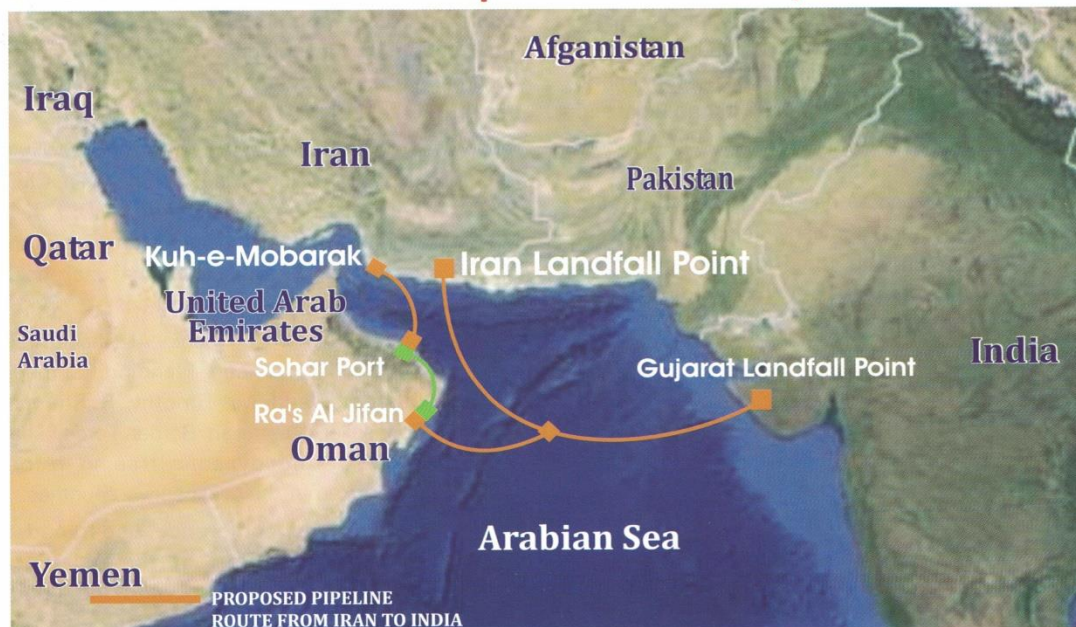 Afganistan
Iraq
Iran
Pakistan
Qatar
Kuh-e-Mobarak
Iran Landfall Point
United Arab
Emirates
Saudi
Arabia
Sohar Port
Gujarat Landfall Point
India
Ra's Al Jifan
Oman
Arabian Sea
Yemen
PROPOSED PIPELINE
ROUTE FROM IRAN TO INDIA